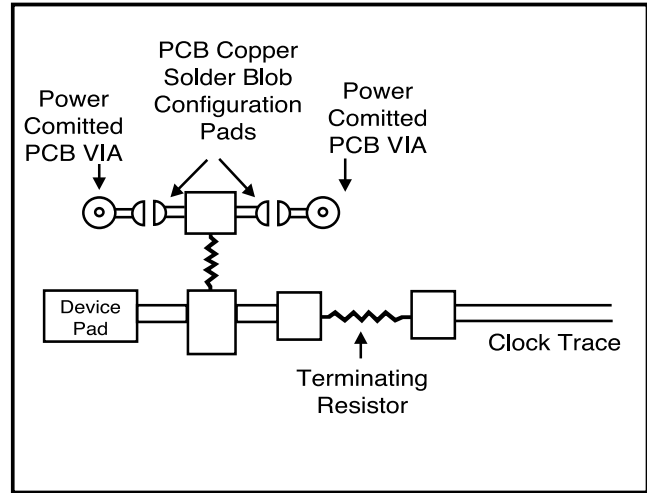 PCB Copper
Solder Blob
Configuration
Pads
Power
Comitted
PCB VIA
Power
Comitted
PCB VIA
Device
Pad
Clock Trace
Terminating
Resistor